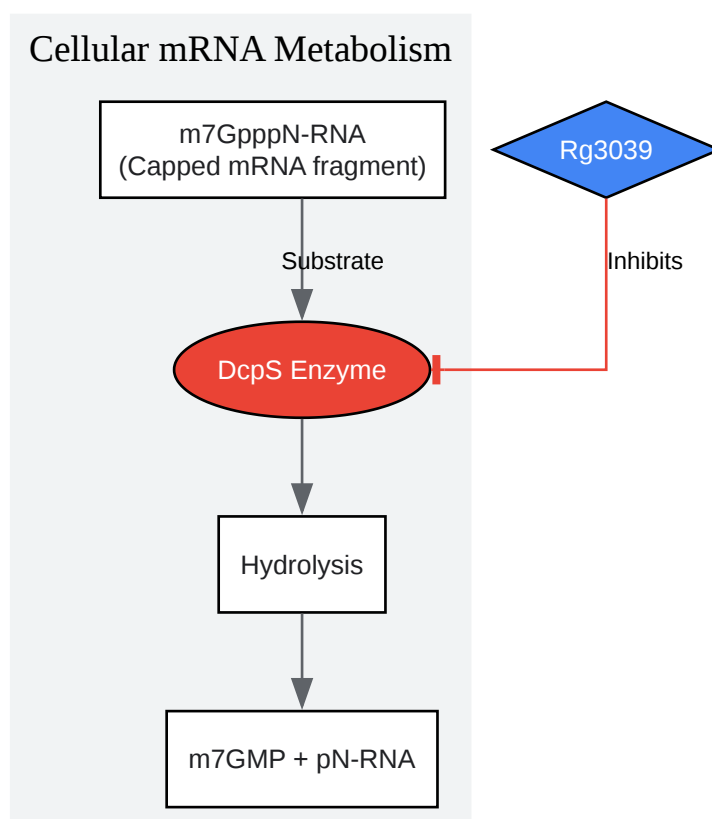 Cellular mRNA Metabolism
m7GpppN-RNA
(Capped mRNA fragment)
Rg3039
Substrate
Inhibits
DcpS Enzyme
Hydrolysis
m7GMP + pN-RNA